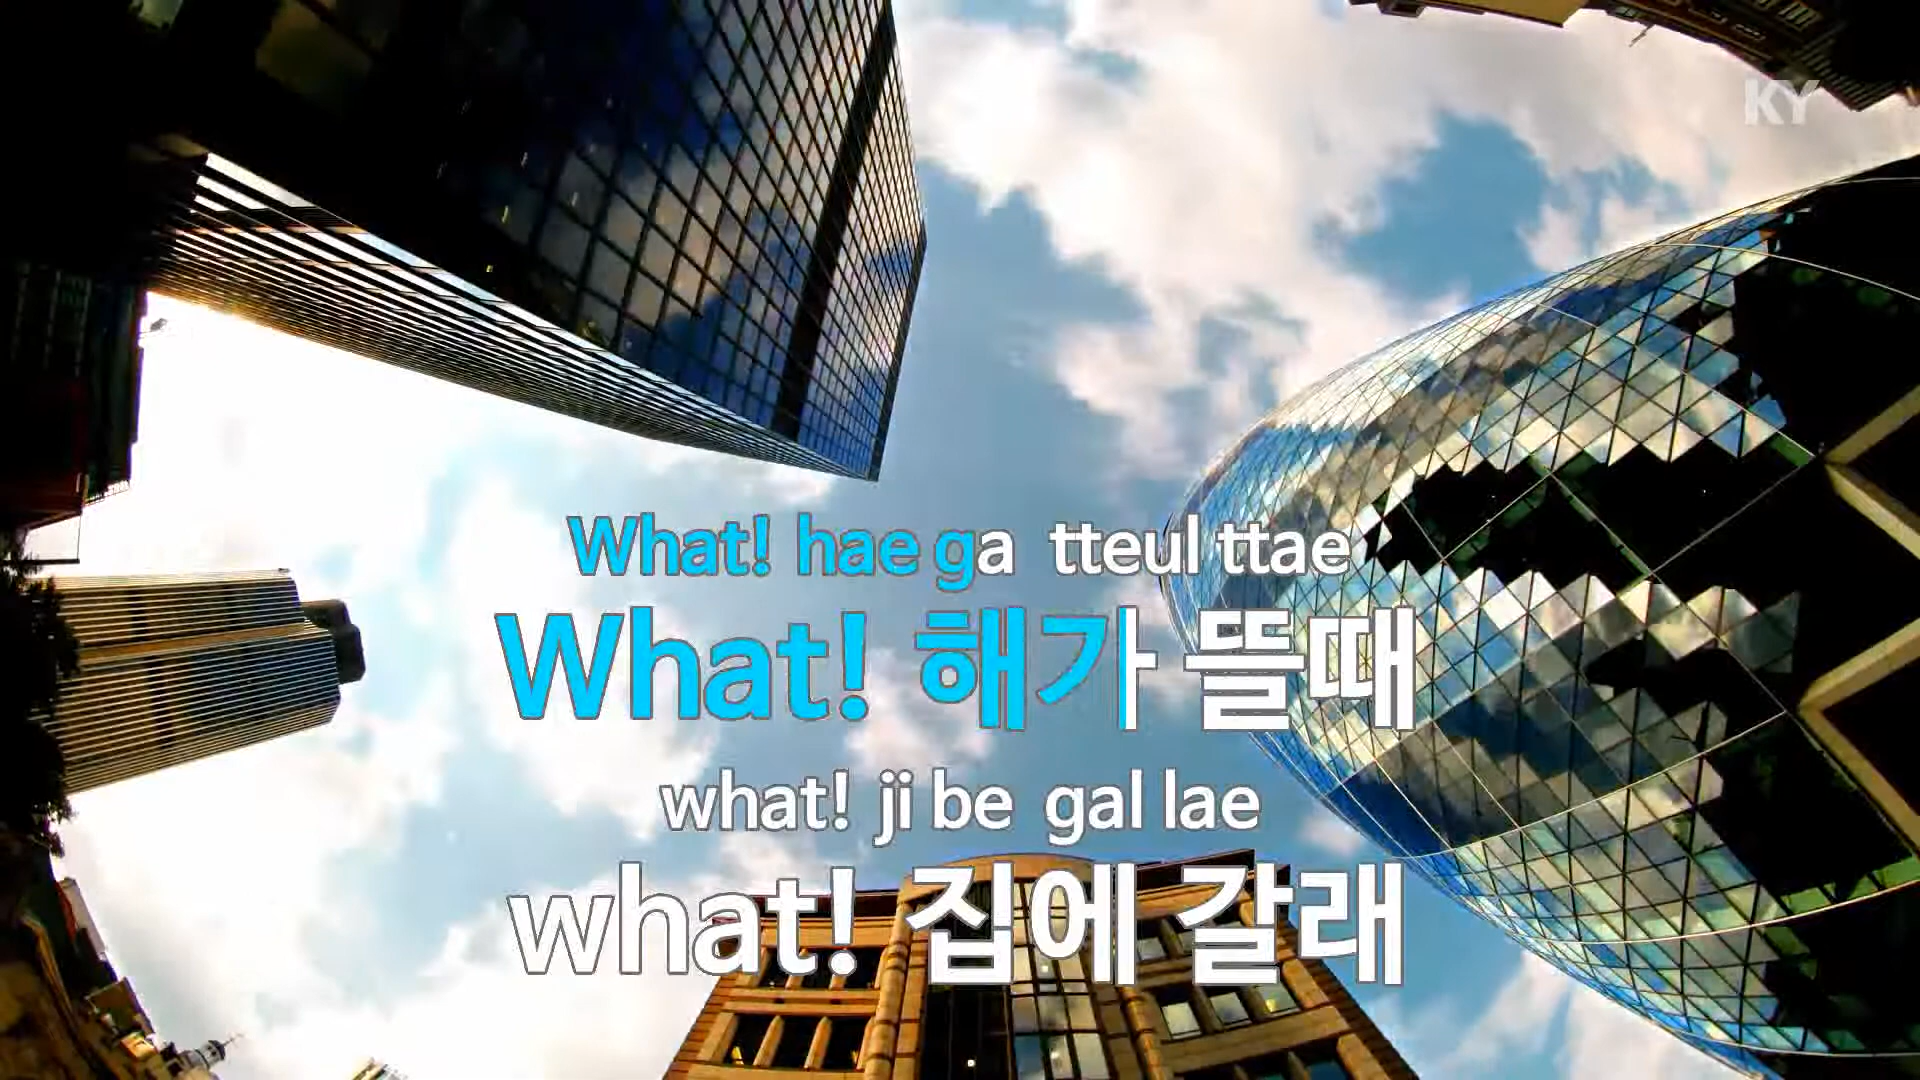 KY
What! hae ga tteul ttae
What! 해가 뜰때
what! ji be gal lae
what! 집에 갈래